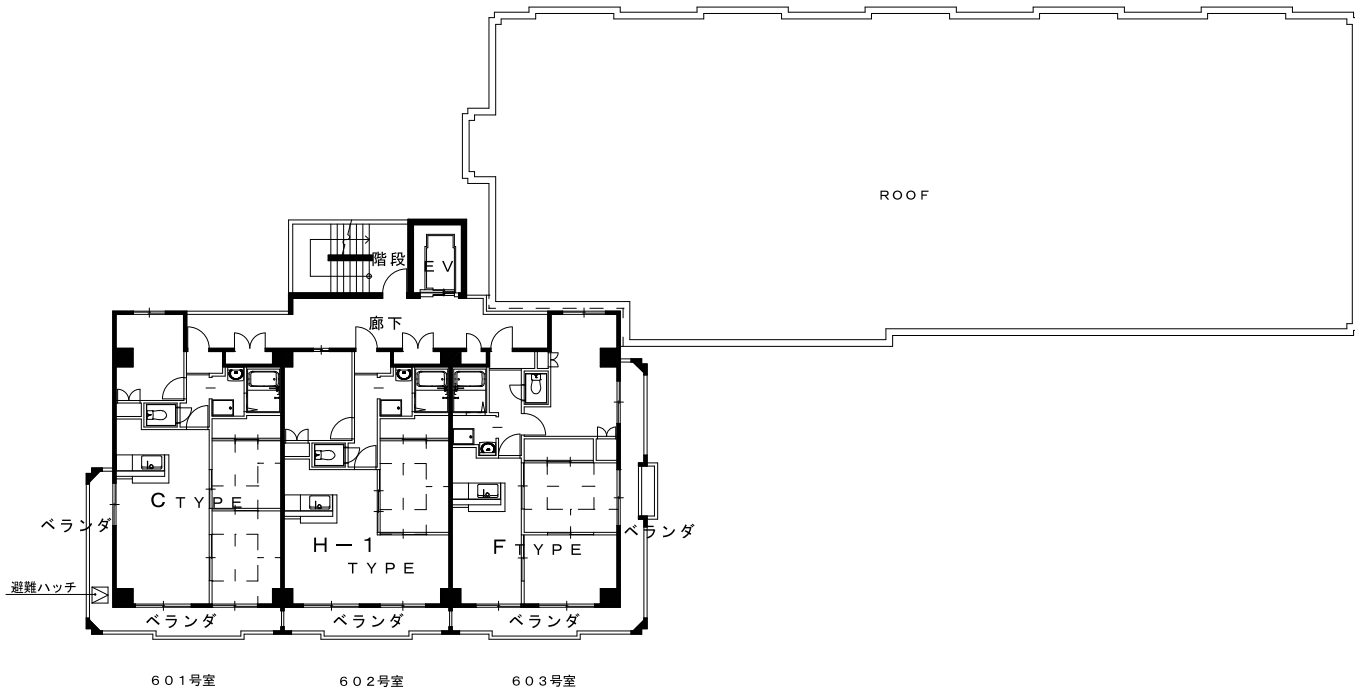 ＲＯＯＦ
階段
ＥＶ
廊下
Ｃ ＴＹＰＥ
ベランダ
Ｈ－１
ＴＹＰＥ
Ｆ ＴＹＰＥ
ベランダ
避難ハッチ
ベランダ
ベランダ
ベランダ
６０１号室
６０２号室
６０３号室